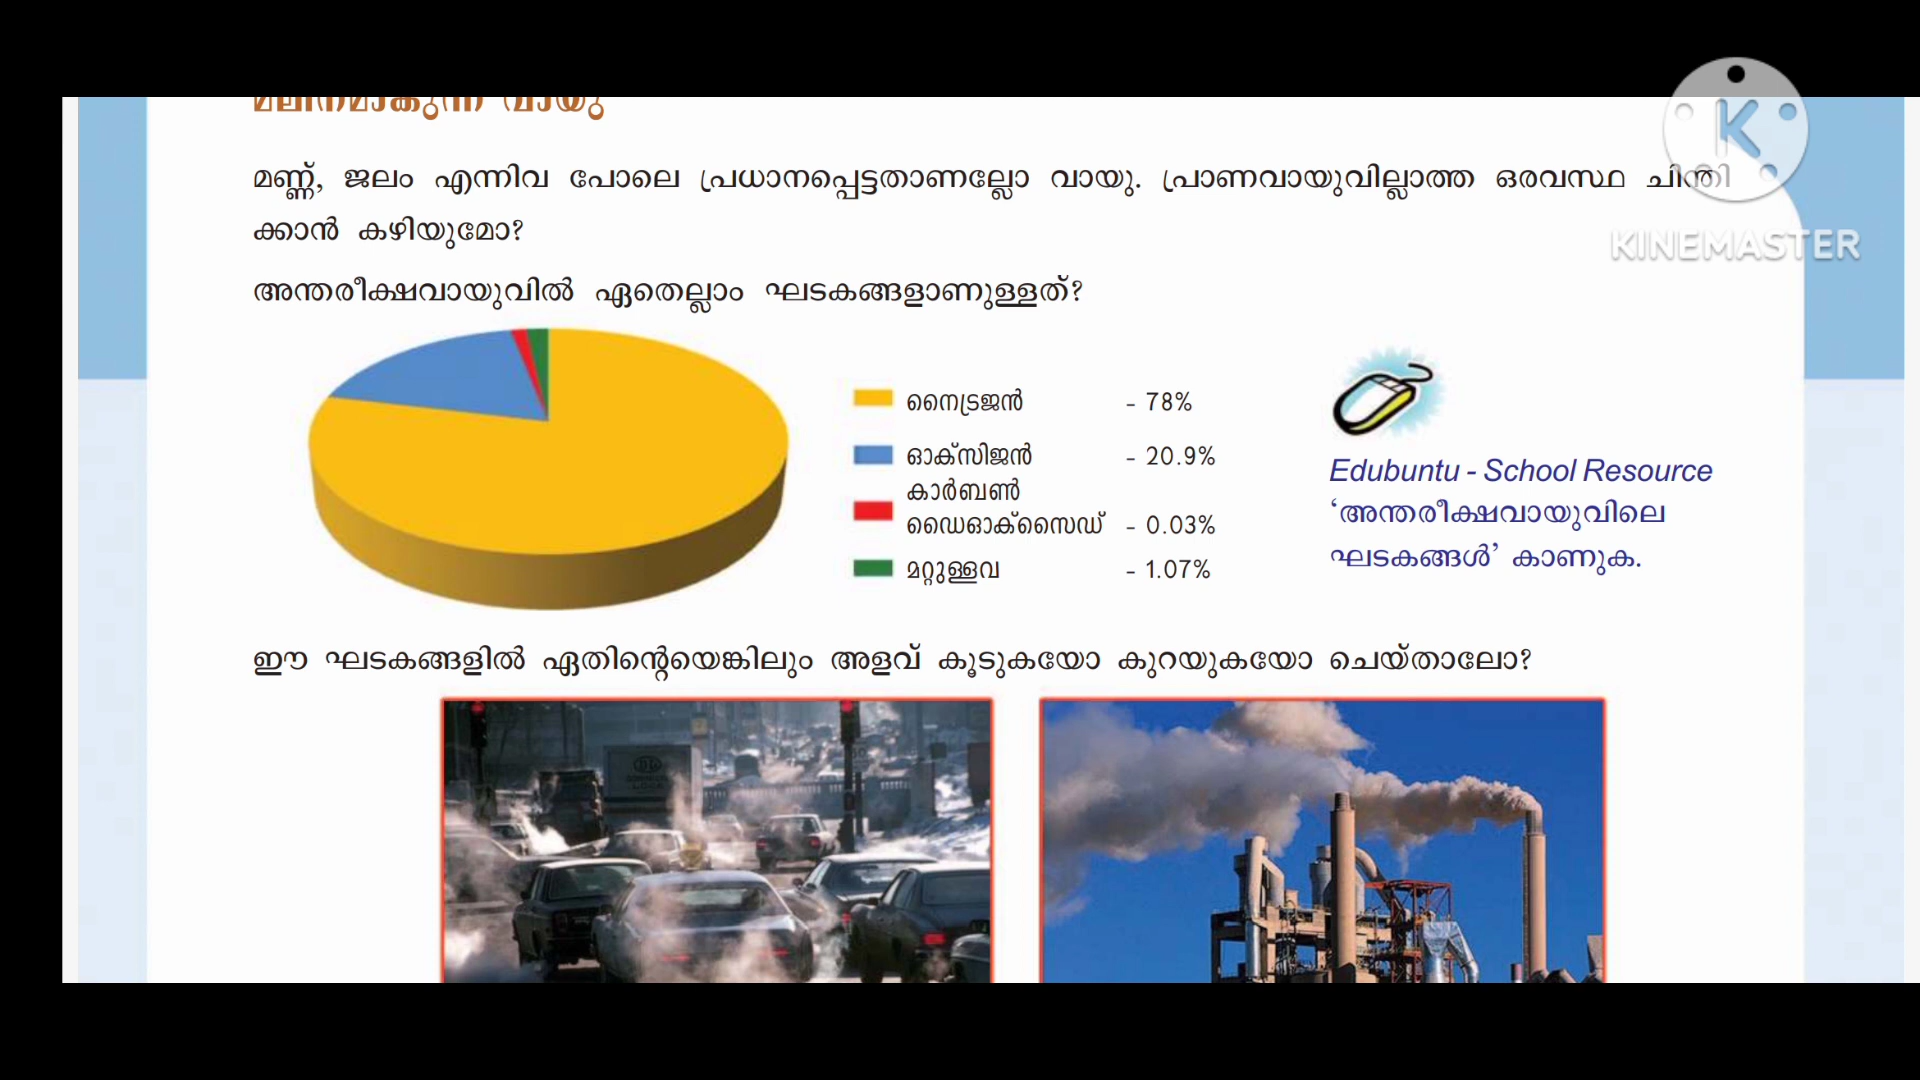 മലിനമാകുന്ന വായു
മണ്ണ്, ജലം എന്നിവ പോലെ പ്രധാനപ്പെട്ടതാണല്ലോ വായു. പ്രാണവായുവില്ലാത്ത ഒരവസ്ഥ ചിന്തി
ക്കാൻ കഴിയുമോ?
KINEMASTER
അന്തരീക്ഷവായുവിൽ ഏതെല്ലാം ഘടകങ്ങളാണുള്ളത്?
നൈട്രജൻ - 78%
ഓക്സിജൻ - 20.9%
കാർബൺ
ഡൈഓക്സൈഡ് - 0.03%
മറ്റുള്ളവ - 1.07%
Edubuntu - School Resource
‘അന്തരീക്ഷവായുവിലെ
ഘടകങ്ങൾ’ കാണുക.
ഈ ഘടകങ്ങളിൽ ഏതിന്റെയെങ്കിലും അളവ് കൂടുകയോ കുറയുകയോ ചെയ്താലോ?